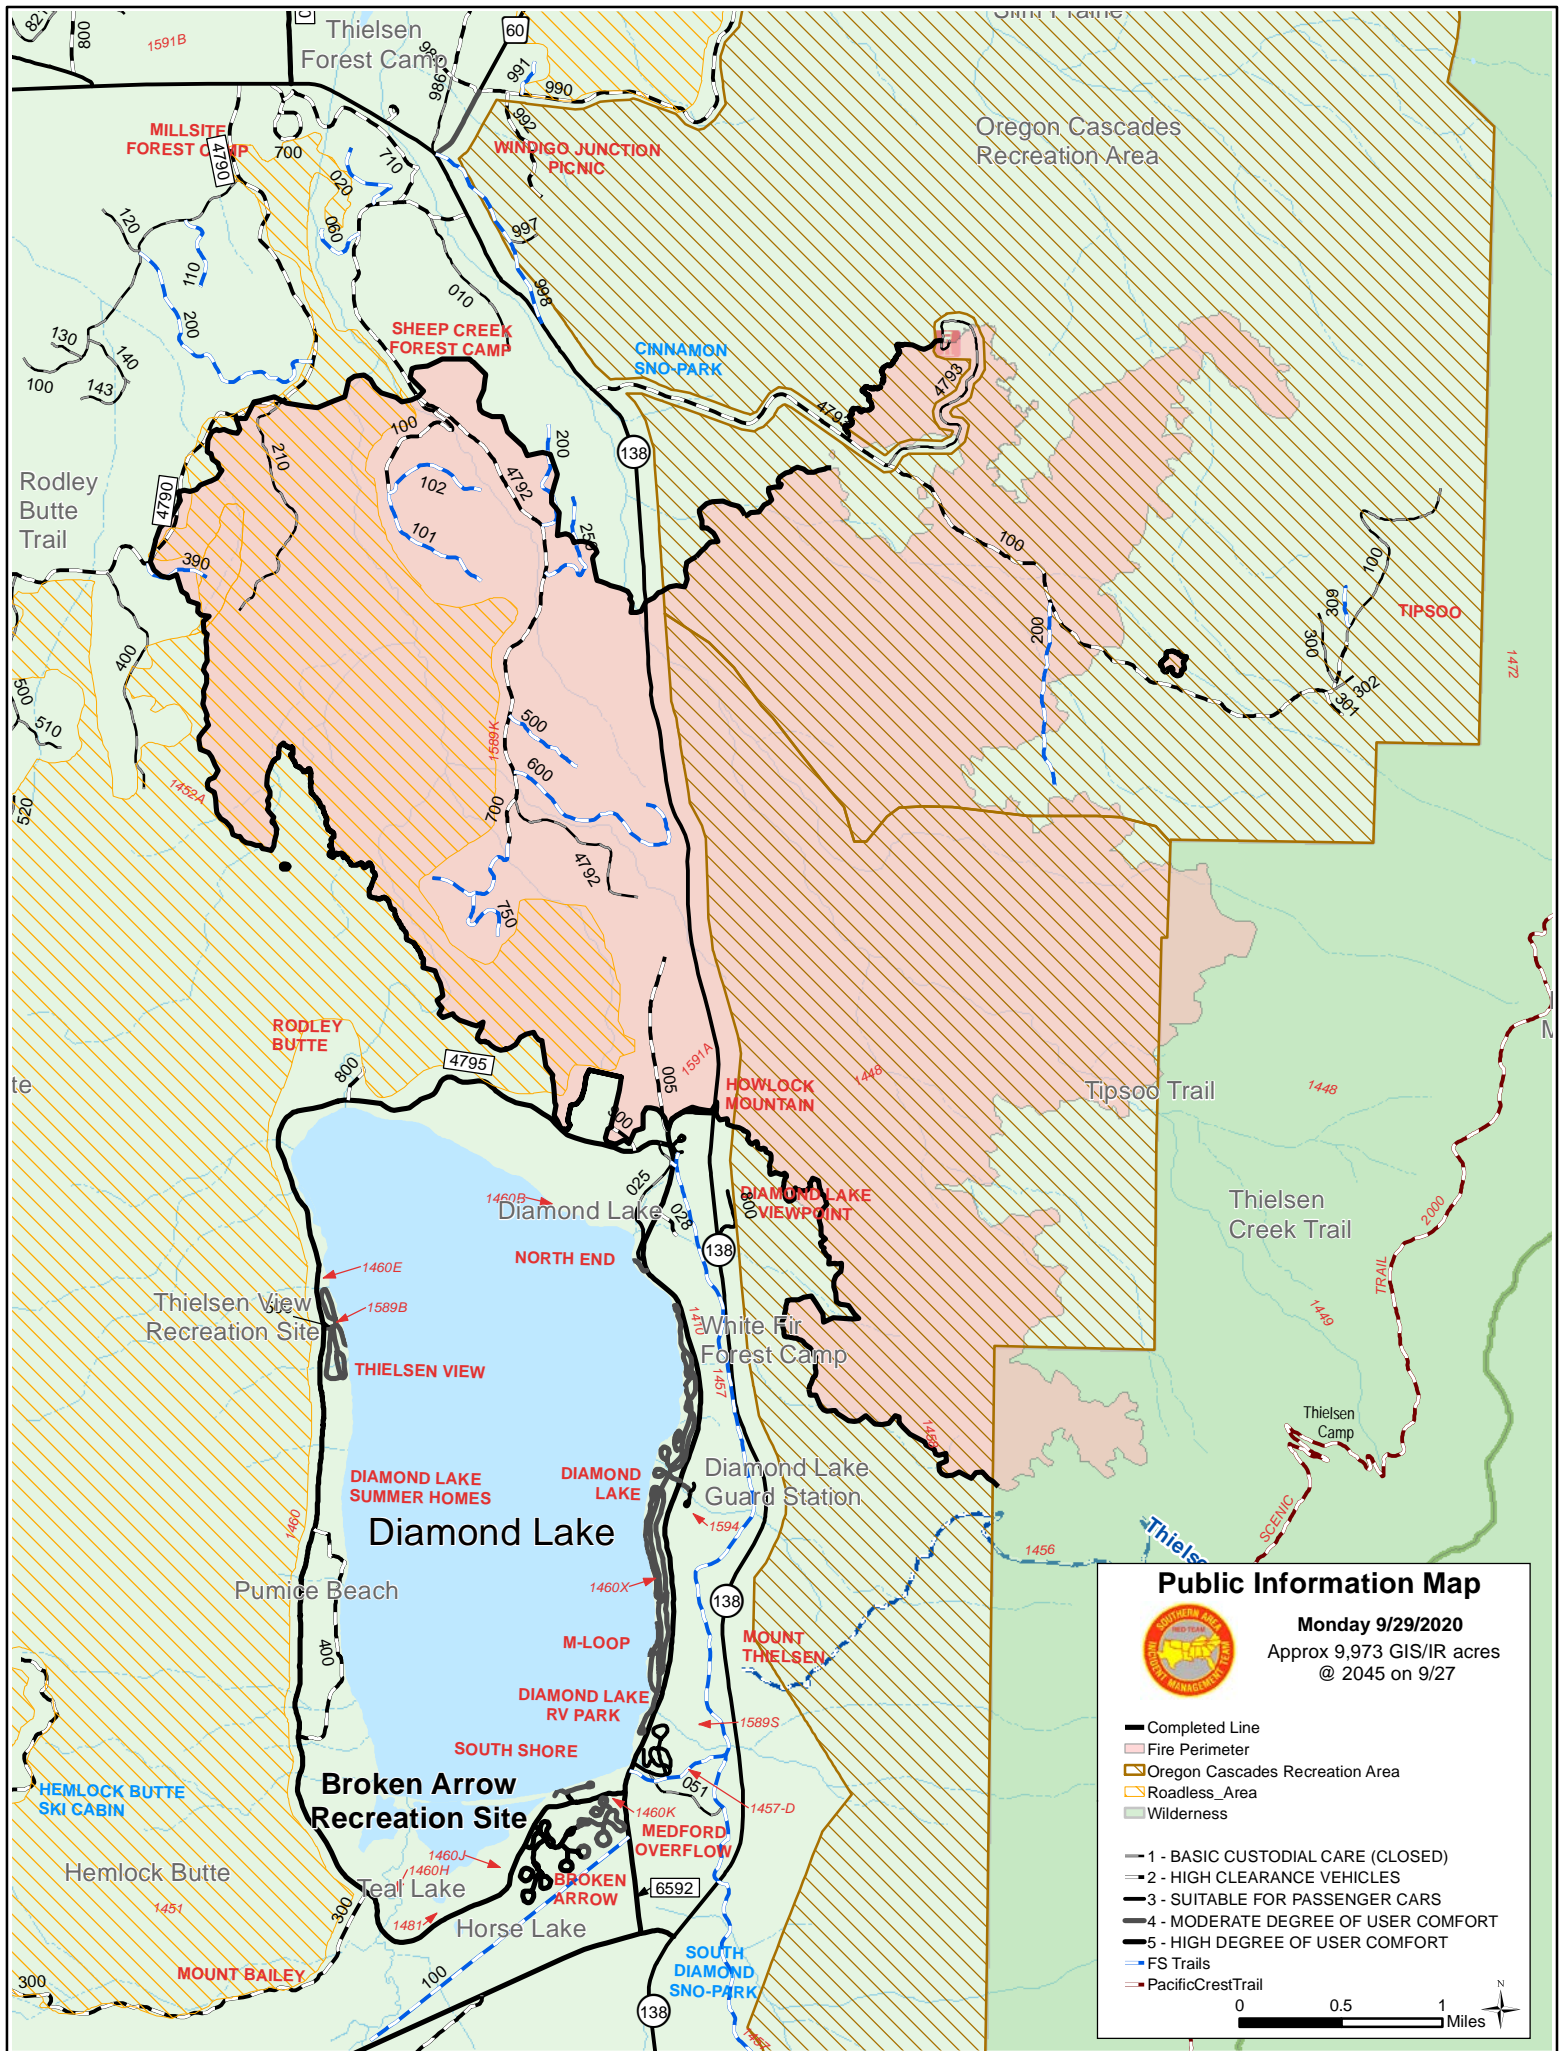 Thielsen
Forest Camp
60
800
1591B
986
991
990
992
Oregon Cascades
Recreation Area
MILLSITE
4790
700
710
WINDIGO JUNCTION
PICNIC
020
060
120
110
200
997
998
010
130
140
100
143
SHEEP CREEK
FOREST CAMP
CINNAMON
SNO-PARK
4793
100
210
138
200
102
4792
101
Rodley
Butte
Trail
4790
390
100
100
309
TIPSOO
300
302
301
200
1472
400
500
510
520
1452A
1589K
500
600
700
4792
750
RODLEY
BUTTE
800
4795
005
1591A
HOWLOCK
MOUNTAIN
1448
Tipsoo Trail
1448
025
028
1460B
Diamond Lake
DIAMOND LAKE
VIEWPOINT
800
138
NORTH END
Thielsen
Creek Trail
2000
TRAIL
1449
1460E
Thielsen View
Recreation Site
1589B
THIELSEN VIEW
1410
White Fir
Forest Camp
1457
1458
Thielsen
Camp
DIAMOND LAKE
SUMMER HOMES
DIAMOND
LAKE
Diamond Lake
Guard Station
Diamond Lake
1594
1460
SCENIC
1456
1460X
Pumice Beach
138
400
M-LOOP
MOUNT
THIELSEN
DIAMOND LAKE
RV PARK
1589S
SOUTH SHORE
HEMLOCK BUTTE
SKI CABIN
Broken Arrow
Recreation Site
051
1457-D
1460K
MEDFORD
OVERFLOW
1460J
1460H
BROKEN
ARROW
Hemlock Butte
Teal Lake
6592
1451
1481
Horse Lake
300
SOUTH
DIAMOND
SNO-PARK
MOUNT BAILEY
300
100
138
1457
Public Information Map
SOUTHERN AREA
RED TEAM
INCIDENT MANAGEMENT TEAM
Monday 9/29/2020
Approx 9,973 GIS/IR acres
@ 2045 on 9/27
Completed Line
Fire Perimeter
Oregon Cascades Recreation Area
Roadless_Area
Wilderness
1 - BASIC CUSTODIAL CARE (CLOSED)
2 - HIGH CLEARANCE VEHICLES
3 - SUITABLE FOR PASSENGER CARS
4 - MODERATE DEGREE OF USER COMFORT
5 - HIGH DEGREE OF USER COMFORT
FS Trails
PacificCrestTrail
N
0 0.5 1
Miles